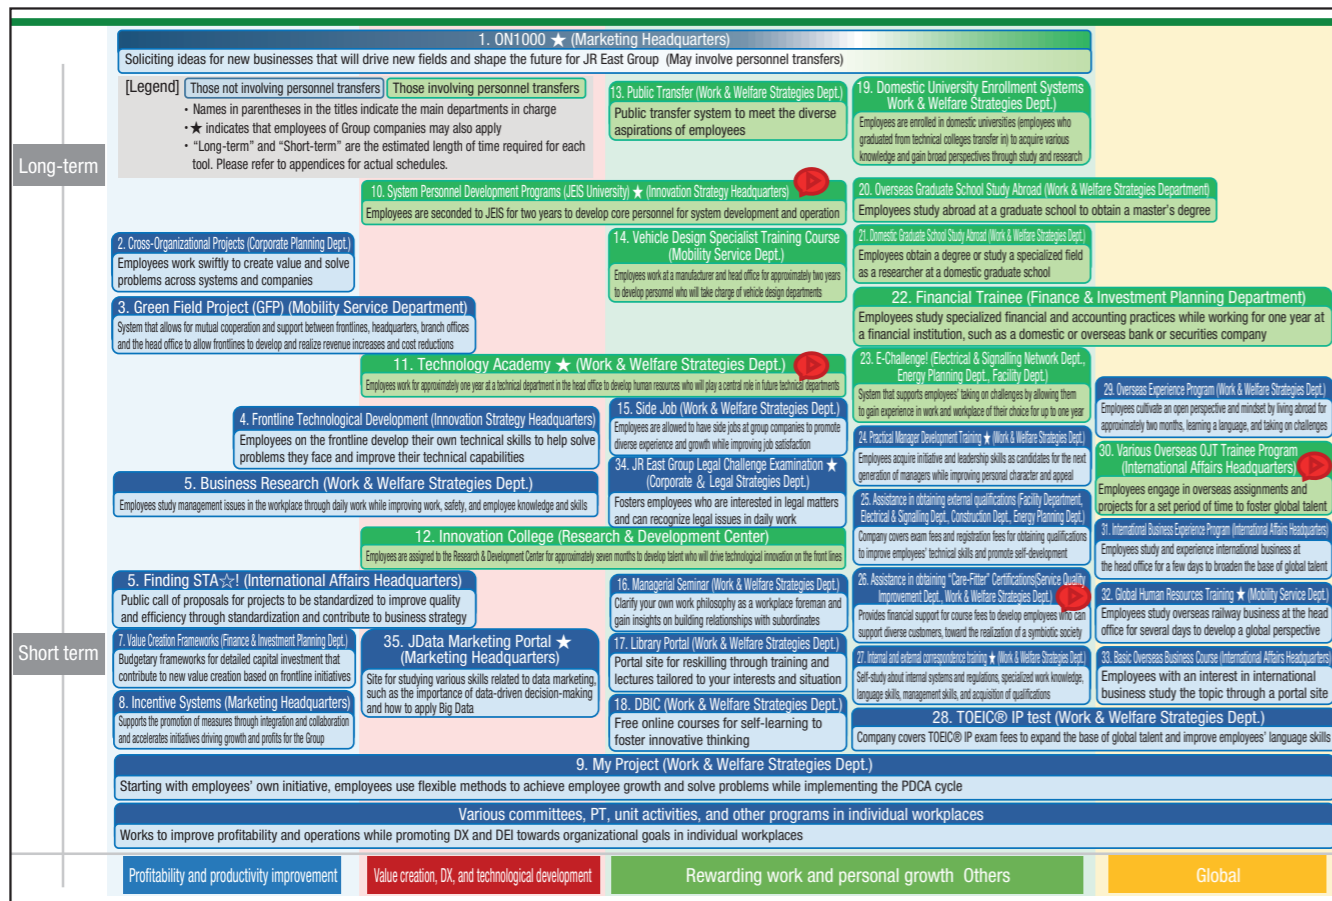 1. ON1000 ★ (Marketing Headquarters)
Soliciting ideas for new businesses that will drive new fields and shape the future for JR East Group (May involve personnel transfers)
[Legend]
Those not involving personnel transfers
Those involving personnel transfers
• Names in parentheses in the titles indicate the main departments in charge
• ★ indicates that employees of Group companies may also apply
• “Long-term” and “Short-term” are the estimated length of time required for each
tool. Please refer to appendices for actual schedules.
Long-term
13. Public Transfer (Work & Welfare Strategies Dept.)
Public transfer system to meet the diverse
aspirations of employees
19. Domestic University Enrollment Systems
Work & Welfare Strategies Dept.)
Employees are enrolled in domestic universities (employees who
graduated from technical colleges transfer in) to acquire various
knowledge and gain broad perspectives through study and research
10. System Personnel Development Programs (JEIS University) ★ (Innovation Strategy Headquarters)
Employees are seconded to JEIS for two years to develop core personnel for system development and operation
20. Overseas Graduate School Study Abroad (Work & Welfare Strategies Department)
Employees study abroad at a graduate school to obtain a master’s degree
2. Cross-Organizational Projects (Corporate Planning Dept.)
Employees work swiftly to create value and solve
problems across systems and companies
14. Vehicle Design Specialist Training Course
(Mobility Service Dept.)
Employees work at a manufacturer and head office for approximately two years
to develop personnel who will take charge of vehicle design departments
21. Domestic Graduate School Study Abroad (Work & Welfare Strategies Dept.)
Employees obtain a degree or study a specialized field
as a researcher at a domestic graduate school
3. Green Field Project (GFP) (Mobility Service Department)
System that allows for mutual cooperation and support between frontlines, headquarters, branch offices
and the head office to allow frontlines to develop and realize revenue increases and cost reductions
22. Financial Trainee (Finance & Investment Planning Department)
Employees study specialized financial and accounting practices while working for one year at
a financial institution, such as a domestic or overseas bank or securities company
11. Technology Academy ★ (Work & Welfare Strategies Dept.)
Employees work for approximately one year at a technical department in the head office to develop human resources who will play a central role in future technical departments
23. E-Challenge! (Electrical & Signalling Network Dept.,
Energy Planning Dept., Facility Dept.)
System that supports employees’ taking on challenges by allowing them
to gain experience in work and workplace of their choice for up to one year
29. Overseas Experience Program (Work & Welfare Strategies Dept.)
Employees cultivate an open perspective and mindset by living abroad for
approximately two months, learning a language, and taking on challenges
4. Frontline Technological Development (Innovation Strategy Headquarters)
Employees on the frontline develop their own technical skills to help solve
problems they face and improve their technical capabilities
15. Side Job (Work & Welfare Strategies Dept.)
Employees are allowed to have side jobs at group companies to promote
diverse experience and growth while improving job satisfaction
24. Practical Manager Development Training ★ (Work & Welfare Strategies Dept.)
Employees acquire initiative and leadership skills as candidates for the next
generation of managers while improving personal character and appeal
30. Various Overseas OJT Trainee Program
(International Affairs Headquarters)
Employees engage in overseas assignments and
projects for a set period of time to foster global talent
5. Business Research (Work & Welfare Strategies Dept.)
Employees study management issues in the workplace through daily work while improving work, safety, and employee knowledge and skills
34. JR East Group Legal Challenge Examination ★
(Corporate & Legal Strategies Dept.)
Fosters employees who are interested in legal matters
and can recognize legal issues in daily work
25. Assistance in obtaining external qualifications (Facility Department,
Electrical & Signalling Dept., Construction Dept., Energy Planning Dept.)
Company covers exam fees and registration fees for obtaining qualifications
to improve employees’ technical skills and promote self-development
31. International Business Experience Program (International Affairs Headquarters)
Employees study and experience international business at
the head office for a few days to broaden the base of global talent
12. Innovation College (Research & Development Center)
Employees are assigned to the Research & Development Center for approximately seven months to develop talent who will drive technological innovation on the front lines
5. Finding STA☆! (International Affairs Headquarters)
Public call of proposals for projects to be standardized to improve quality
and efficiency through standardization and contribute to business strategy
16. Managerial Seminar (Work & Welfare Strategies Dept.)
Clarify your own work philosophy as a workplace foreman and
gain insights on building relationships with subordinates
26. Assistance in obtaining “Care-Fitter” Certifications(Service Quality
Improvement Dept., Work & Welfare Strategies Dept.)
Provides financial support for course fees to develop employees who can
support diverse customers, toward the realization of a symbiotic society
32. Global Human Resources Training ★ (Mobility Service Dept.)
Employees study overseas railway business at the head
office for several days to develop a global perspective
Short term
7. Value Creation Frameworks (Finance & Investment Planning Dept.)
Budgetary frameworks for detailed capital investment that
contribute to new value creation based on frontline initiatives
35. JData Marketing Portal ★
(Marketing Headquarters)
Site for studying various skills related to data marketing,
such as the importance of data-driven decision-making
and how to apply Big Data
17. Library Portal (Work & Welfare Strategies Dept.)
Portal site for reskilling through training and
lectures tailored to your interests and situation
27. Internal and external correspondence training ★ (Work & Welfare Strategies Dept.)
Self-study about internal systems and regulations, specialized work knowledge,
language skills, management skills, and acquisition of qualifications
33. Basic Overseas Business Course (International Affairs Headquarters)
Employees with an interest in international
business study the topic through a portal site
8. Incentive Systems (Marketing Headquarters)
Supports the promotion of measures through integration and collaboration
and accelerates initiatives driving growth and profits for the Group
18. DBIC (Work & Welfare Strategies Dept.)
Free online courses for self-learning to
foster innovative thinking
28. TOEIC® IP test (Work & Welfare Strategies Dept.)
Company covers TOEIC® IP exam fees to expand the base of global talent and improve employees’ language skills
9. My Project (Work & Welfare Strategies Dept.)
Starting with employees’ own initiative, employees use flexible methods to achieve employee growth and solve problems while implementing the PDCA cycle
Various committees, PT, unit activities, and other programs in individual workplaces
Works to improve profitability and operations while promoting DX and DEI towards organizational goals in individual workplaces
Profitability and productivity improvement
Value creation, DX, and technological development
Rewarding work and personal growth Others
Global